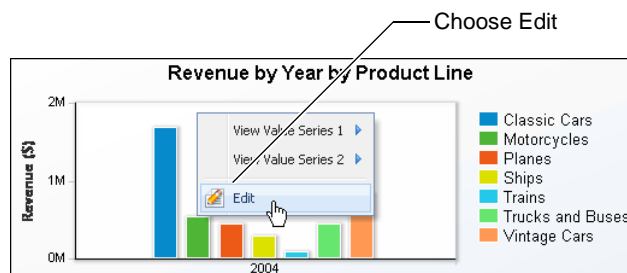 Choose Edit
Revenue by Year by Product Line
2M
1M
0M
Revenue ($)
View Value Series 1
View Value Series 2
Edit
2004
Classic Cars
Motorcycles
Planes
Ships
Trains
Trucks and Buses
Vintage Cars